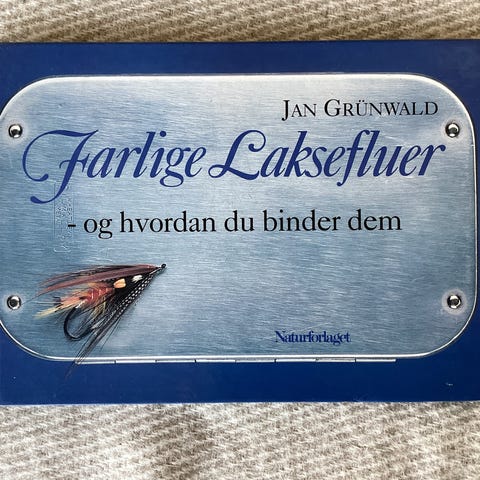 JAN GRÜNWALD
Farlige Laksefluer
- og hvordan du binder dem
Naturforlaget